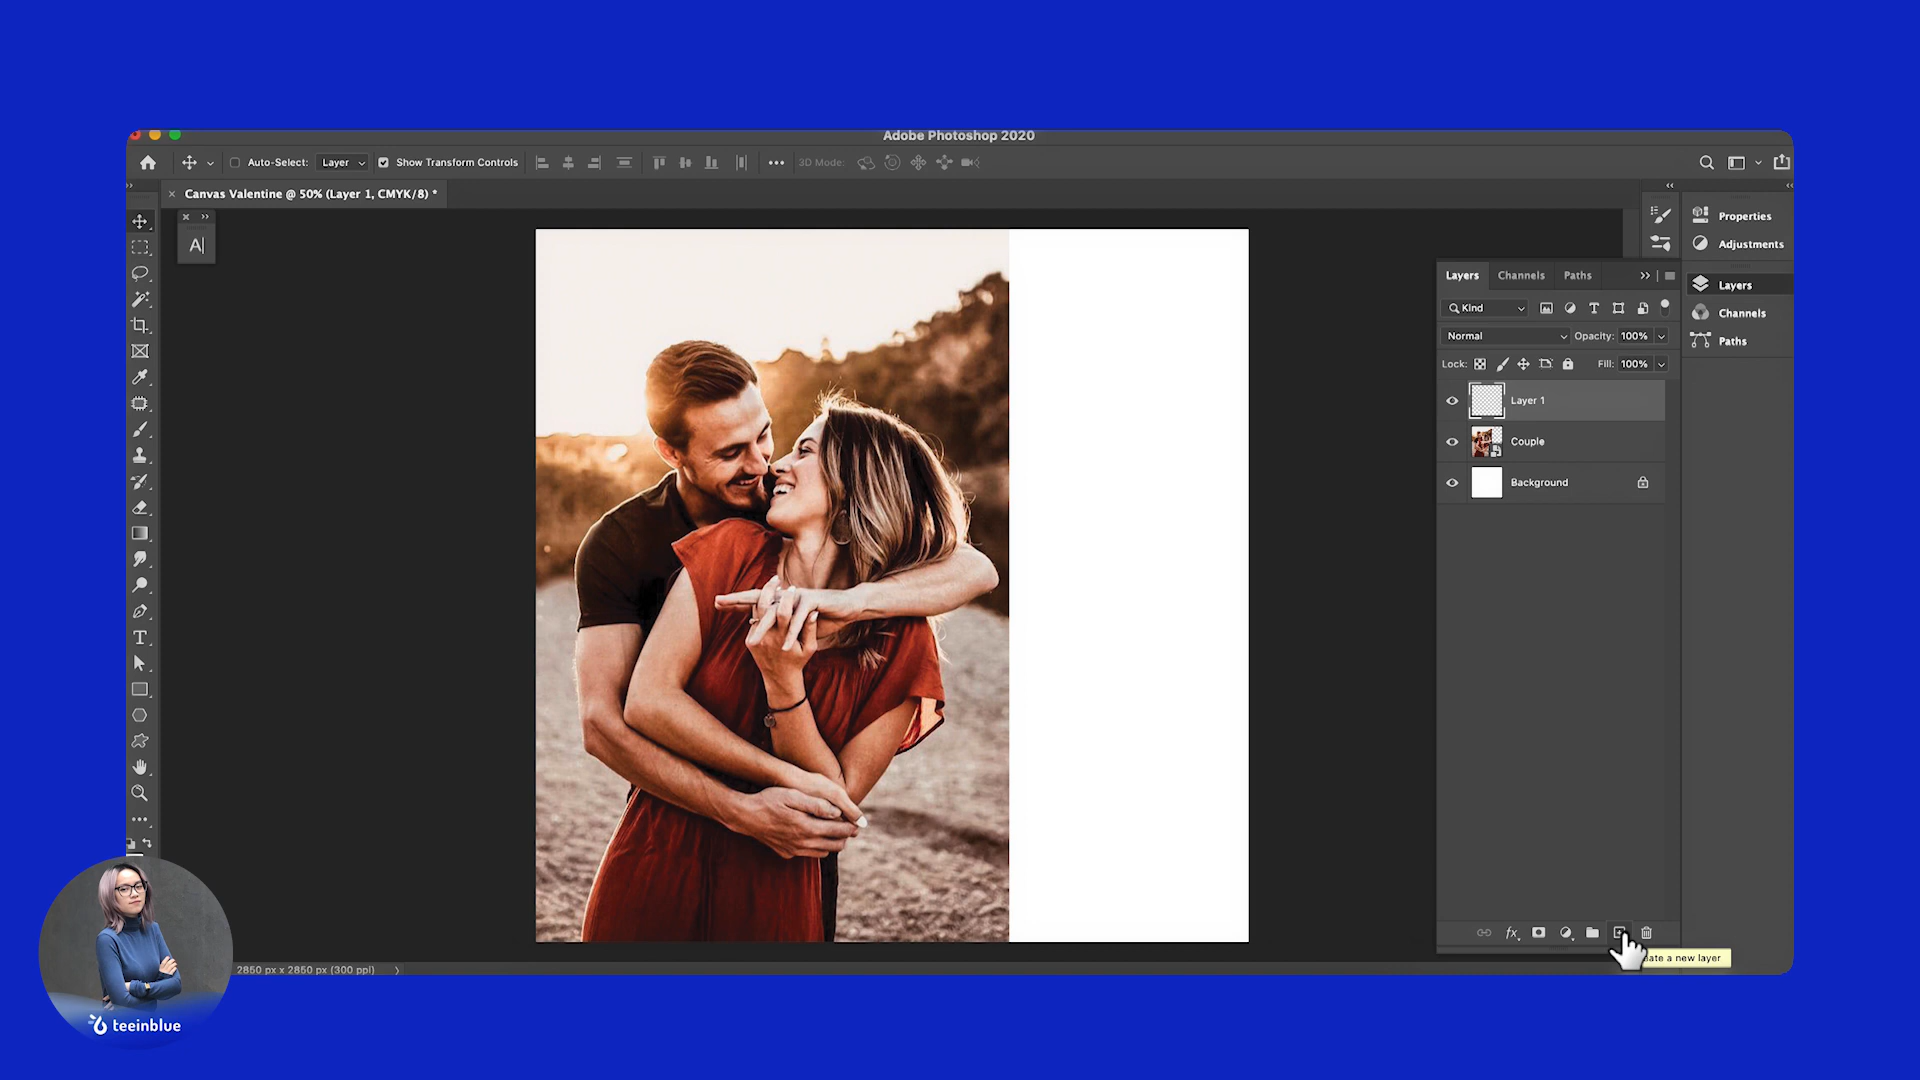 Adobe Photoshop 2020
Auto-Select: Layer Show Transform Controls 3D Mode:
Canvas Valentine @ 50% (Layer 1, CMYK/8) *
A
Properties
Adjustments
Layers Channels Paths
Layers
Channels
Paths
Kind
Normal Opacity: 100%
Lock: Fill: 100%
Layer 1
Couple
Background
fx
ate a new layer
2850 px x 2850 px (300 ppi)
teeinblue